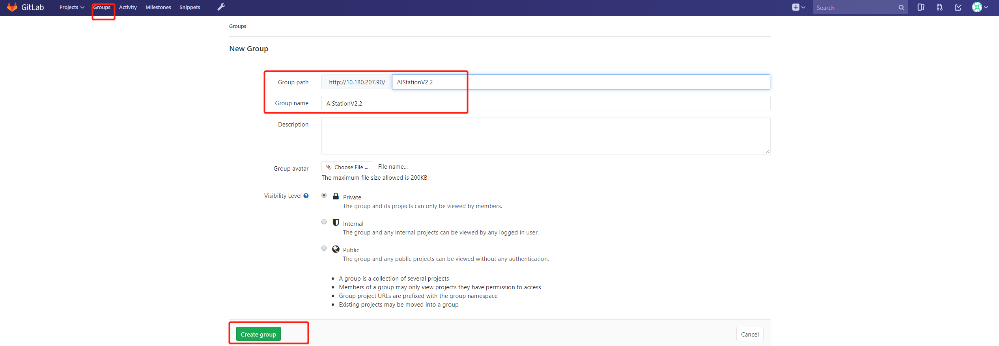 GitLab Projects Groups Activity Milestones Snippets Search
Groups
New Group
Group path http://10.180.207.90/ AIStationV2.2
Group name AIStationV2.2
Description
Group avatar Choose File ... File name...
The maximum file size allowed is 200KB.
Visibility Level Private
The group and its projects can only be viewed by members.
Internal
The group and any internal projects can be viewed by any logged in user.
Public
The group and any public projects can be viewed without any authentication.
A group is a collection of several projects
Members of a group may only view projects they have permission to access
Group project URLs are prefixed with the group namespace
Existing projects may be moved into a group
Create group Cancel